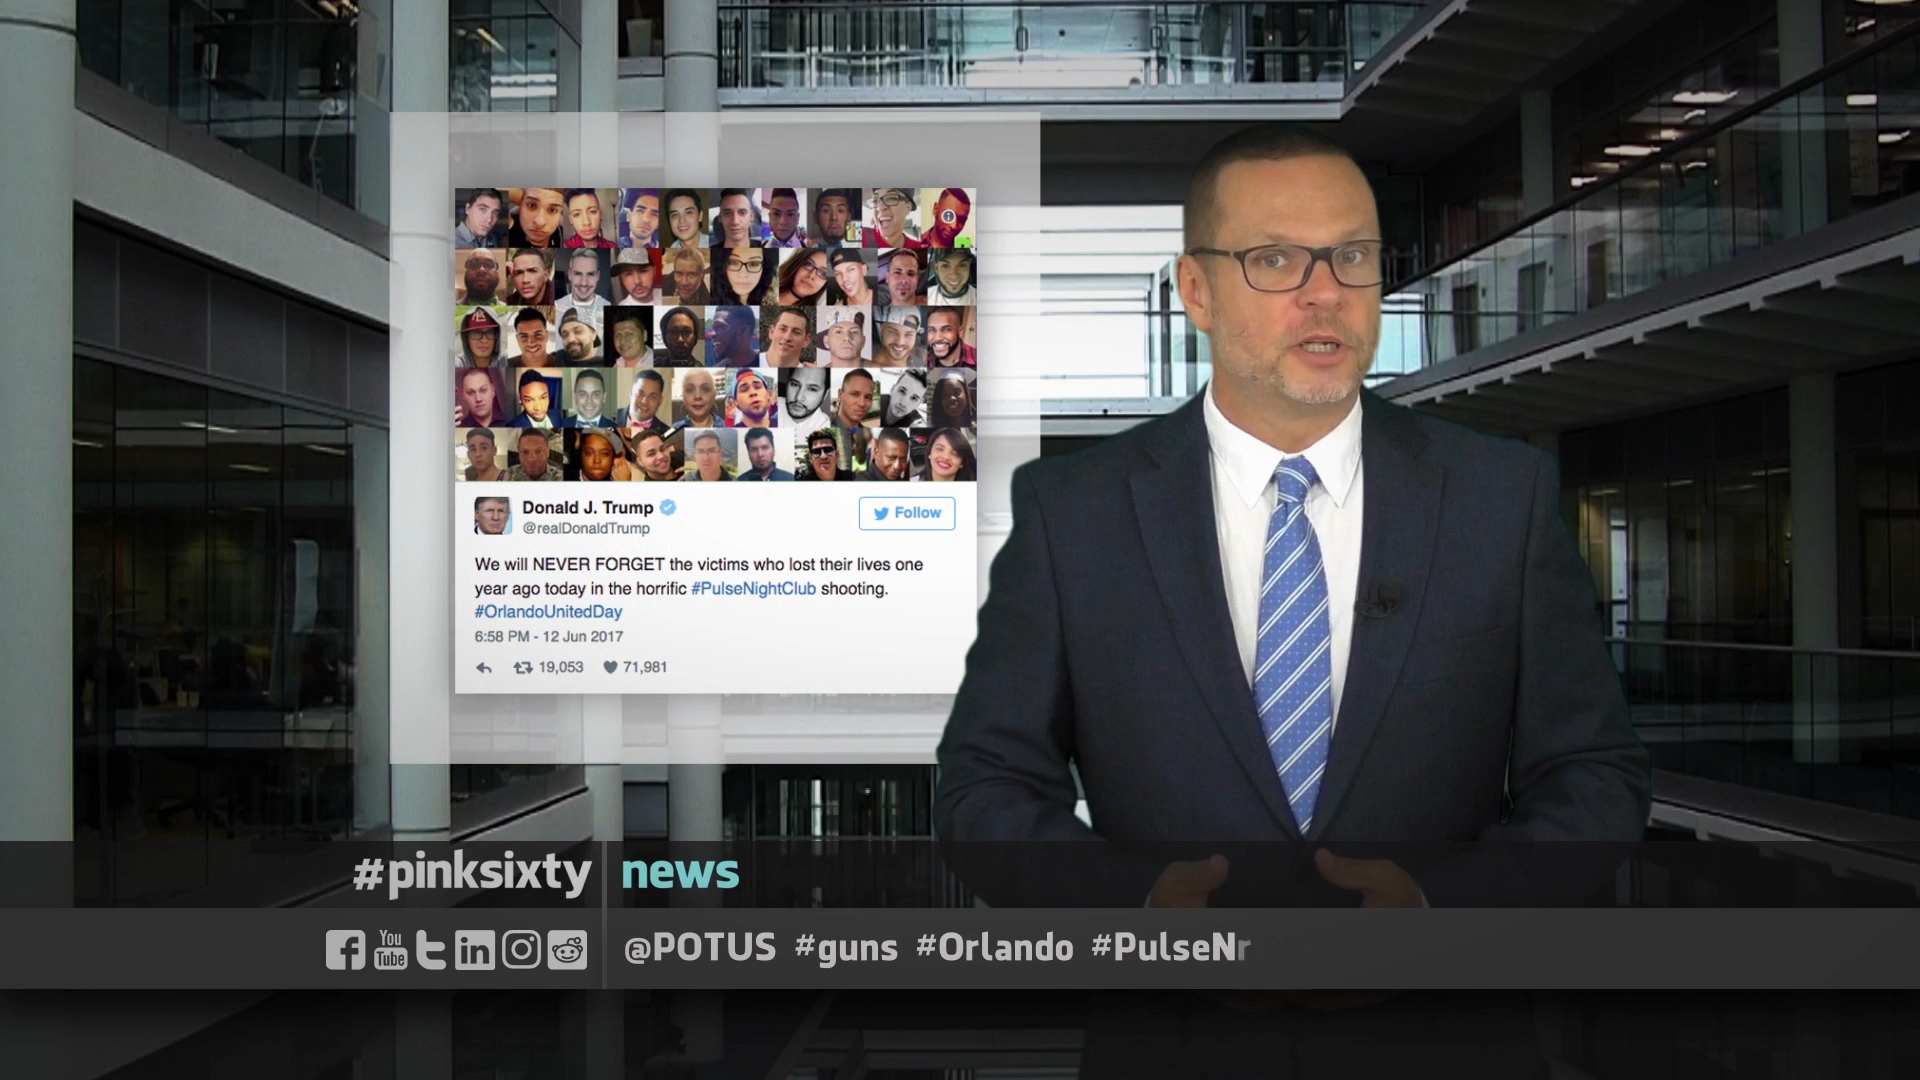 Donald J. Trump
@realDonaldTrump
Follow
We will NEVER FORGET the victims who lost their lives one
year ago today in the horrific #PulseNightClub shooting.
#OrlandoUnitedDay
6:58 PM - 12 Jun 2017
19,053 71,981
#pinksixty news
You
Tube
in
@POTUS #guns #Orlando #PulseN